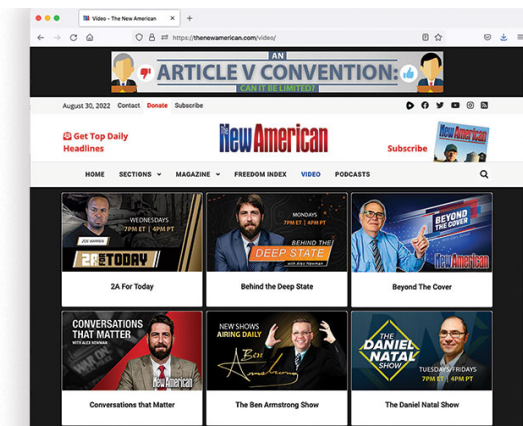 Video - The New American
https://thenewamerican.com/video/
AN
ARTICLE V CONVENTION:
CAN IT BE LIMITED?
August 30, 2022 Contact Donate Subscribe
Get Top Daily
Headlines
The New American
Subscribe
New American
HOME SECTIONS MAGAZINE FREEDOM INDEX VIDEO PODCASTS
JOE WARREN
WEDNESDAYS
7PM ET | 4PM PT
2A FOR TODAY
2A For Today
MONDAYS
7PM ET | 4PM PT
BEHIND THE
DEEP STATE
with Alex Newman
Behind the Deep State
BEYOND
THE COVER
New American
Beyond The Cover
CONVERSATIONS
THAT MATTER
WITH ALEX NEWMAN
New American
Conversations that Matter
NEW SHOWS
AIRING DAILY
Ben
Armstrong
The Ben Armstrong Show
THE
DANIEL
NATAL
SHOW
TUESDAYS/FRIDAYS
7PM ET | 4PM PT
The Daniel Natal Show